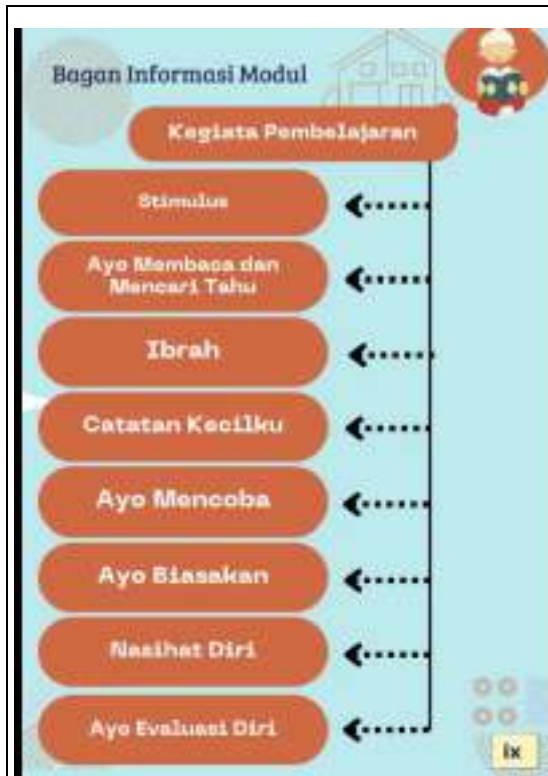 Bagan Informasi Modul
Kegiata Pembelajaran
Stimulus
Ayo Membaca dan
Mencari Tahu
Ibrah
Catatan Kecilku
Ayo Mencoba
Ayo Biasakan
Nasihat Diri
Ayo Evaluasi Diri
ix